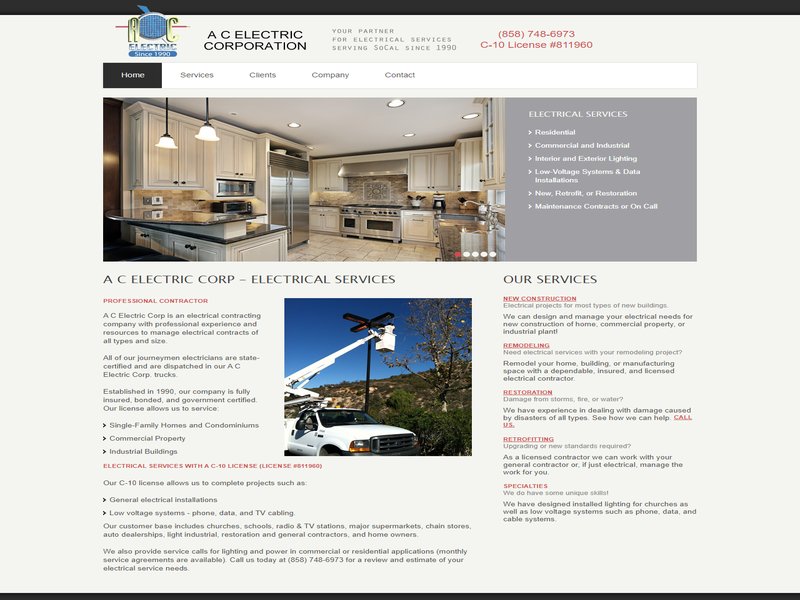 A C
ELECTRIC
Since 1990
A C ELECTRIC
CORPORATION
YOUR PARTNER
FOR ELECTRICAL SERVICES
SERVING SoCal SINCE 1990
(858) 748-6973
C-10 License #811960
Home
Services
Clients
Company
Contact
ELECTRICAL SERVICES
Residential
Commercial and Industrial
Interior and Exterior Lighting
Low-Voltage Systems & Data
Installations
New, Retrofit, or Restoration
Maintenance Contracts or On Call
A C ELECTRIC CORP – ELECTRICAL SERVICES
PROFESSIONAL CONTRACTOR
A C Electric Corp is an electrical contracting
company with professional experience and
resources to manage electrical contracts of
all types and size.
All of our journeymen electricians are state-
certified and are dispatched in our A C
Electric Corp. trucks.
Established in 1990, our company is fully
insured, bonded, and government certified.
Our license allows us to service:
Single-Family Homes and Condominiums
Commercial Property
Industrial Buildings
ELECTRICAL SERVICES WITH A C-10 LICENSE (LICENSE #811960)
Our C-10 license allows us to complete projects such as:
General electrical installations
Low voltage systems - phone, data, and TV cabling.
Our customer base includes churches, schools, radio & TV stations, major supermarkets, chain stores,
auto dealerships, light industrial, restoration and general contractors, and home owners.
We also provide service calls for lighting and power in commercial or residential applications (monthly
service agreements are available). Call us today at (858) 748-6973 for a review and estimate of your
electrical service needs.
OUR SERVICES
NEW CONSTRUCTION
Electrical projects for most types of new buildings.
We can design and manage your electrical needs for
new construction of home, commercial property, or
industrial plant!
REMODELING
Need electrical services with your remodeling project?
Remodel your home, building, or manufacturing
space with a dependable, insured, and licensed
electrical contractor.
RESTORATION
Damage from storms, fire, or water?
We have experience in dealing with damage caused
by disasters of all types. See how we can help. CALL
US.
RETROFITTING
Upgrading or new standards required?
As a licensed contractor we can work with your
general contractor or, if just electrical, manage the
work for you.
SPECIALTIES
We do have some unique skills!
We have designed installed lighting for churches as
well as low voltage systems such as phone, data, and
cable systems.